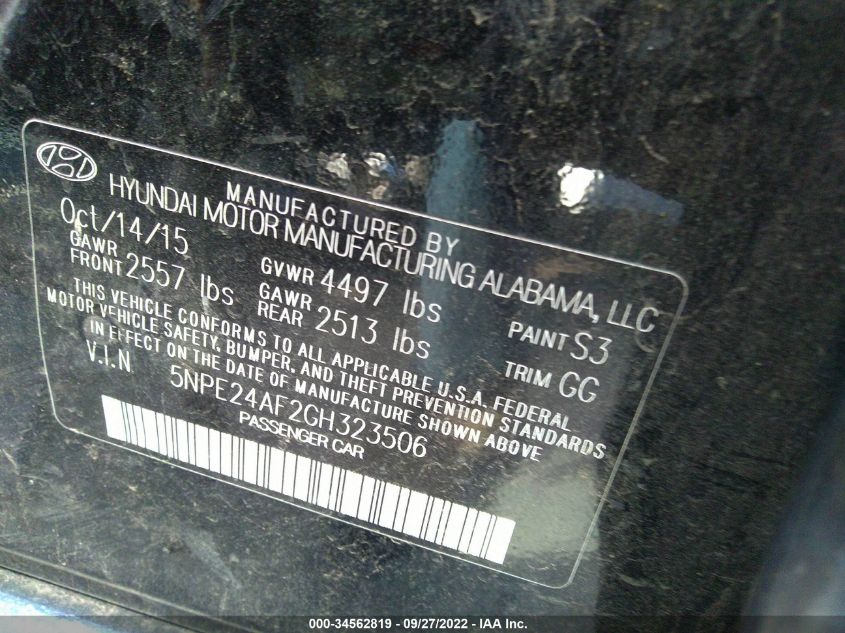 MANUFACTURED BY
HYUNDAI MOTOR MANUFACTURING ALABAMA, LLC
Oct/14/15 GVWR 4497 lbs PAINT S3
GAWR FRONT 2557 lbs GAWR REAR 2513 lbs TRIM GG
THIS VEHICLE CONFORMS TO ALL APPLICABLE U.S.A. FEDERAL
MOTOR VEHICLE SAFETY, BUMPER, AND THEFT PREVENTION STANDARDS
IN EFFECT ON THE DATE OF MANUFACTURE SHOWN ABOVE
V.I.N 5NPE24AF2GH323506
PASSENGER CAR
000-34562819 - 09/27/2022 - IAA Inc.